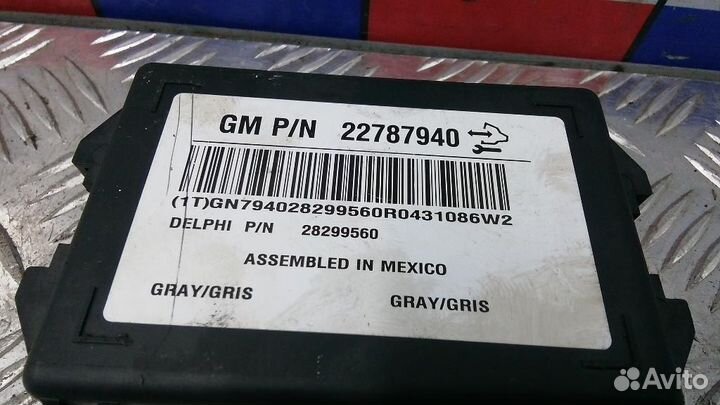 GM P/N 22787940
(1T)GN794028299560R0431086W2
DELPHI P/N 28299560
ASSEMBLED IN MEXICO
GRAY/GRIS GRAY/GRIS
Avito